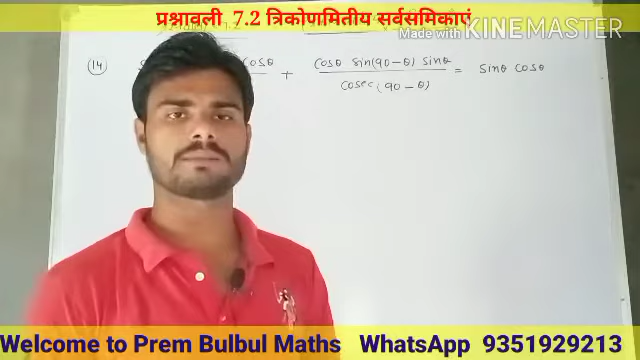 प्रश्नावली 7.2 त्रिकोणमितीय सर्वसमिकाएं
Made with KINEMASTER
(14) cosθ + cosθ sin(90-θ) sinθ / cosec(90-θ) = sinθ cosθ
Welcome to Prem Bulbul Maths WhatsApp 9351929213